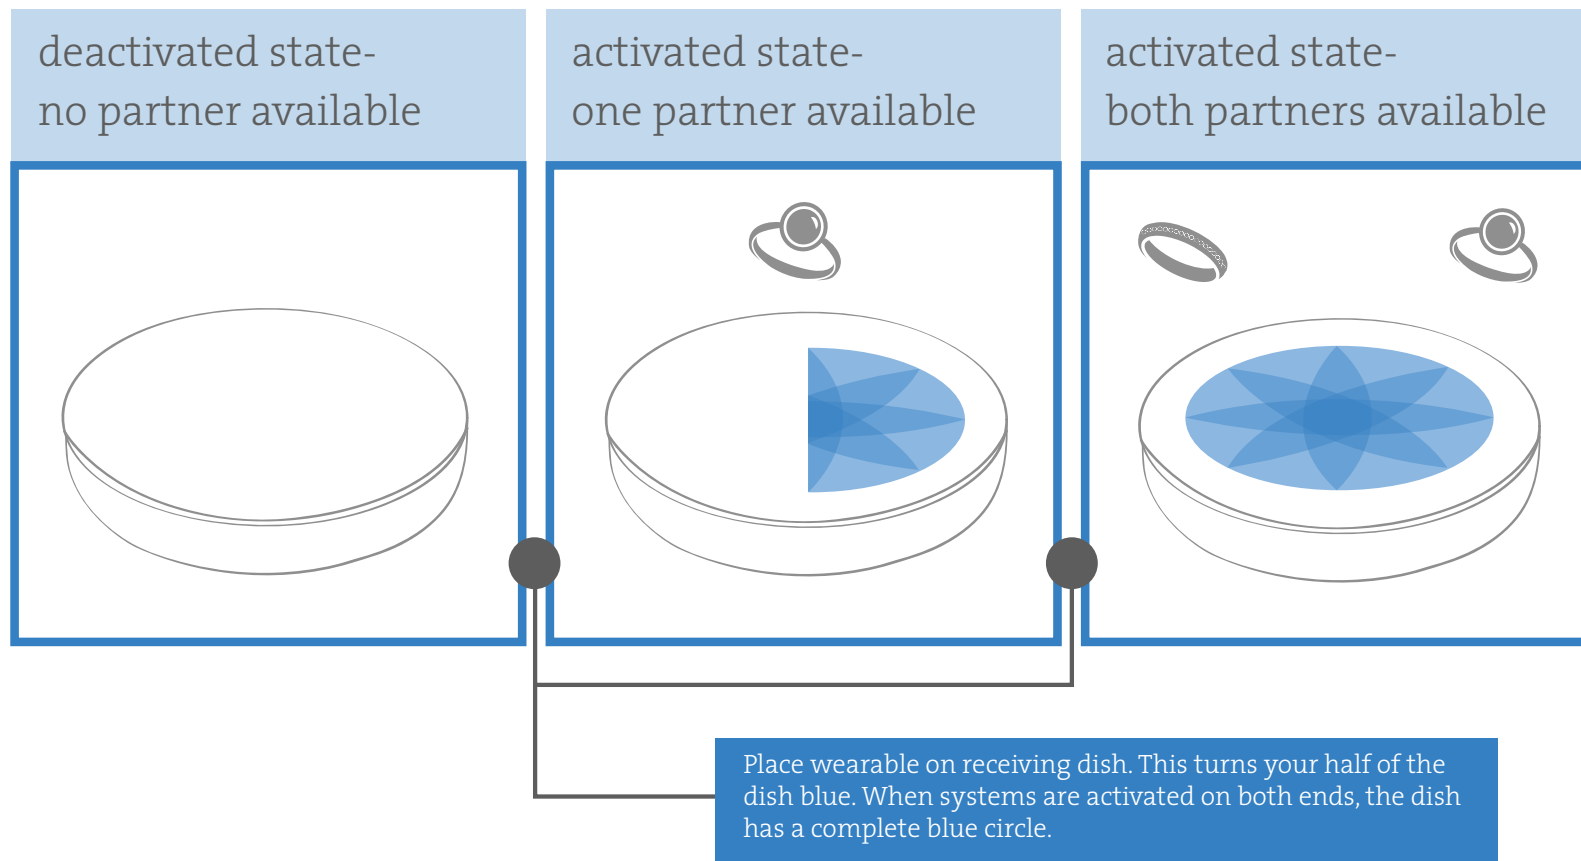 deactivated state-
no partner available
activated state-
one partner available
activated state-
both partners available
Place wearable on receiving dish. This turns your half of the
dish blue. When systems are activated on both ends, the dish
has a complete blue circle.